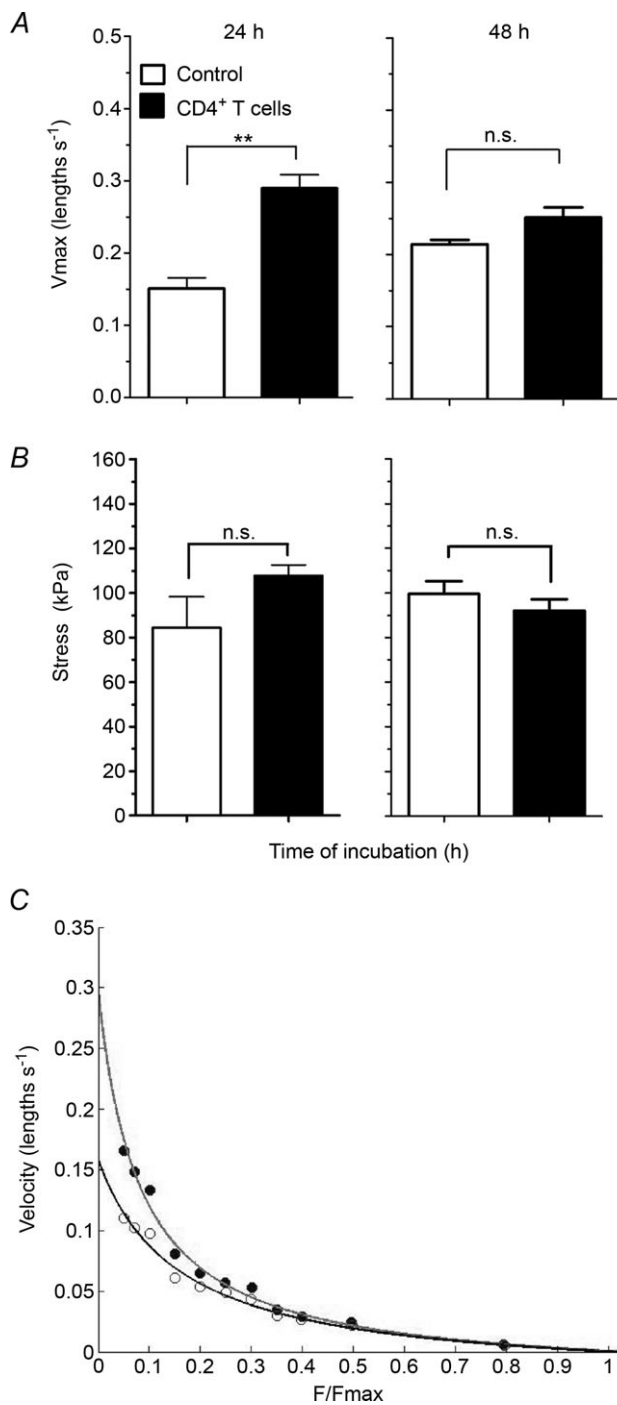 A
24 h
48 h
Vmax (lengths s⁻¹)
0.5
0.4
0.3
0.2
0.1
0.0
Control
CD4⁺ T cells
**
n.s.
B
Stress (kPa)
160
140
120
100
80
60
40
20
0
n.s.
n.s.
Time of incubation (h)
C
Velocity (lengths s⁻¹)
0.35
0.3
0.25
0.2
0.15
0.1
0.05
0
0 0.1 0.2 0.3 0.4 0.5 0.6 0.7 0.8 0.9 1
F/Fmax